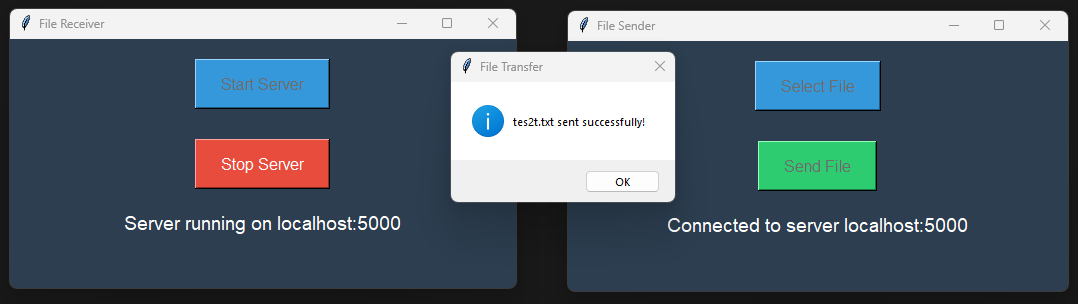 File Receiver
Start Server
Stop Server
Server running on localhost:5000
File Transfer
tes2t.txt sent successfully!
OK
File Sender
Select File
Send File
Connected to server localhost:5000